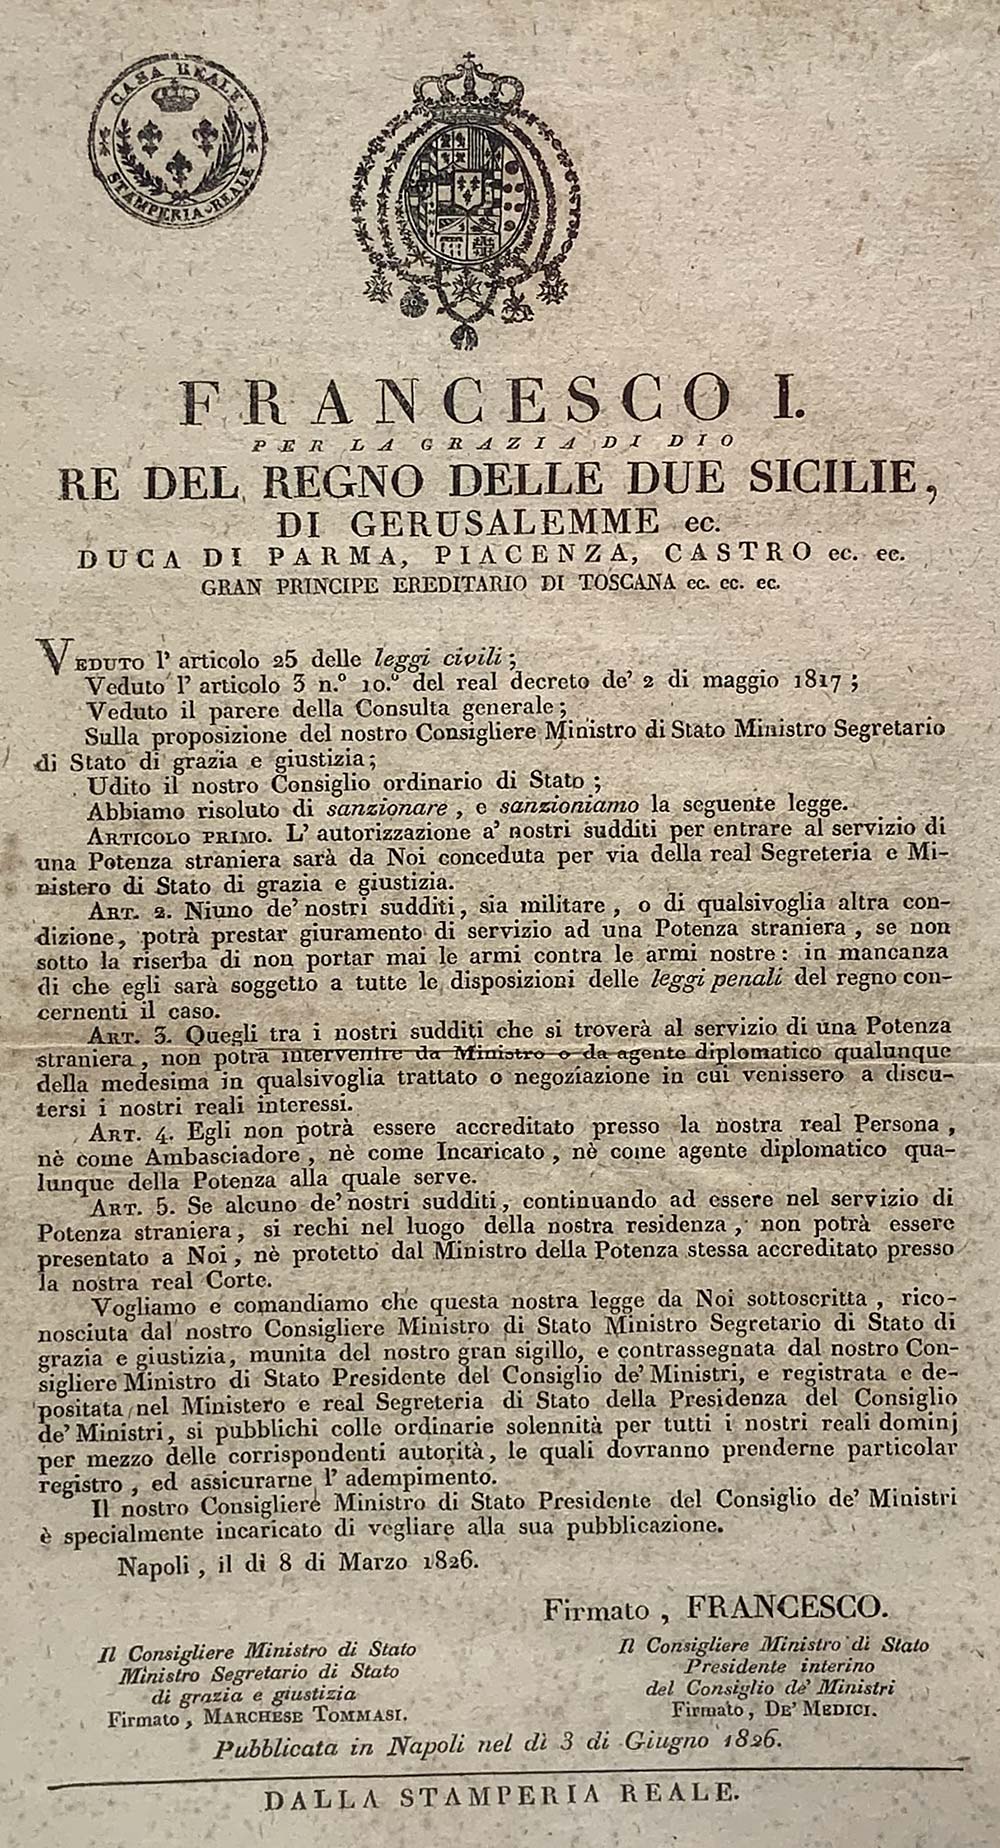 CASA REALE
STAMPERIA REALE
FRANCESCO I.
PER LA GRAZIA DI DIO
RE DEL REGNO DELLE DUE SICILIE,
DI GERUSALEMME ec.
DUCA DI PARMA, PIACENZA, CASTRO ec. ec.
GRAN PRINCIPE EREDITARIO DI TOSCANA ec. ec. ec.
VEDUTO l' articolo 25 delle leggi civili;
Veduto l' articolo 3 n.º 10.º del real decreto de' 2 di maggio 1817;
Veduto il parere della Consulta generale;
Sulla proposizione del nostro Consigliere Ministro di Stato Ministro Segretario
di Stato di grazia e giustizia;
Udito il nostro Consiglio ordinario di Stato;
Abbiamo risoluto di sanzionare, e sanzioniamo la seguente legge.
ARTICOLO PRIMO. L' autorizzazione a' nostri sudditi per entrare al servizio di
una Potenza straniera sarà da Noi conceduta per via della real Segreteria e Mi-
nistero di Stato di grazia e giustizia.
ART. 2. Niuno de' nostri sudditi, sia militare, o di qualsivoglia altra con-
dizione, potrà prestar giuramento di servizio ad una Potenza straniera, se non
sotto la riserba di non portar mai le armi contra le armi nostre: in mancanza
di che egli sarà soggetto a tutte le disposizioni delle leggi penali del regno con-
cernenti il caso.
ART. 3. Quegli tra i nostri sudditi che si troverà al servizio di una Potenza
straniera, non potrà intervenire da Ministro o da agente diplomatico qualunque
della medesima in qualsivoglia trattato o negoziazione in cui venissero a discu-
tersi i nostri reali interessi.
ART. 4. Egli non potrà essere accreditato presso la nostra real Persona,
nè come Ambasciadore, nè come Incaricato, nè come agente diplomatico qua-
lunque della Potenza alla quale serve.
ART. 5. Se alcuno de' nostri sudditi, continuando ad essere nel servizio di
Potenza straniera, si rechi nel luogo della nostra residenza, non potrà essere
presentato a Noi, nè protetto dal Ministro della Potenza stessa accreditato presso
la nostra real Corte.
Vogliamo e comandiamo che questa nostra legge da Noi sottoscritta, rico-
nosciuta dal nostro Consigliere Ministro di Stato Ministro Segretario di Stato di
grazia e giustizia, munita del nostro gran sigillo, e contrassegnata dal nostro Con-
sigliere Ministro di Stato Presidente del Consiglio de' Ministri, e registrata e de-
positata nel Ministero e real Segreteria di Stato della Presidenza del Consiglio
de' Ministri, si pubblichi colle ordinarie solennità per tutti i nostri reali dominj
per mezzo delle corrispondenti autorità, le quali dovranno prenderne particolar
registro, ed assicurarne l' adempimento.
Il nostro Consigliere Ministro di Stato Presidente del Consiglio de' Ministri
è specialmente incaricato di vegliare alla sua pubblicazione.
Napoli, il dì 8 di Marzo 1826.
Firmato, FRANCESCO.
Il Consigliere Ministro di Stato
Ministro Segretario di Stato
di grazia e giustizia
Firmato, MARCHESE TOMMASI.
Il Consigliere Ministro di Stato
Presidente interino
del Consiglio de' Ministri
Firmato, DE' MEDICI.
Pubblicata in Napoli nel dì 3 di Giugno 1826.
DALLA STAMPERIA REALE.